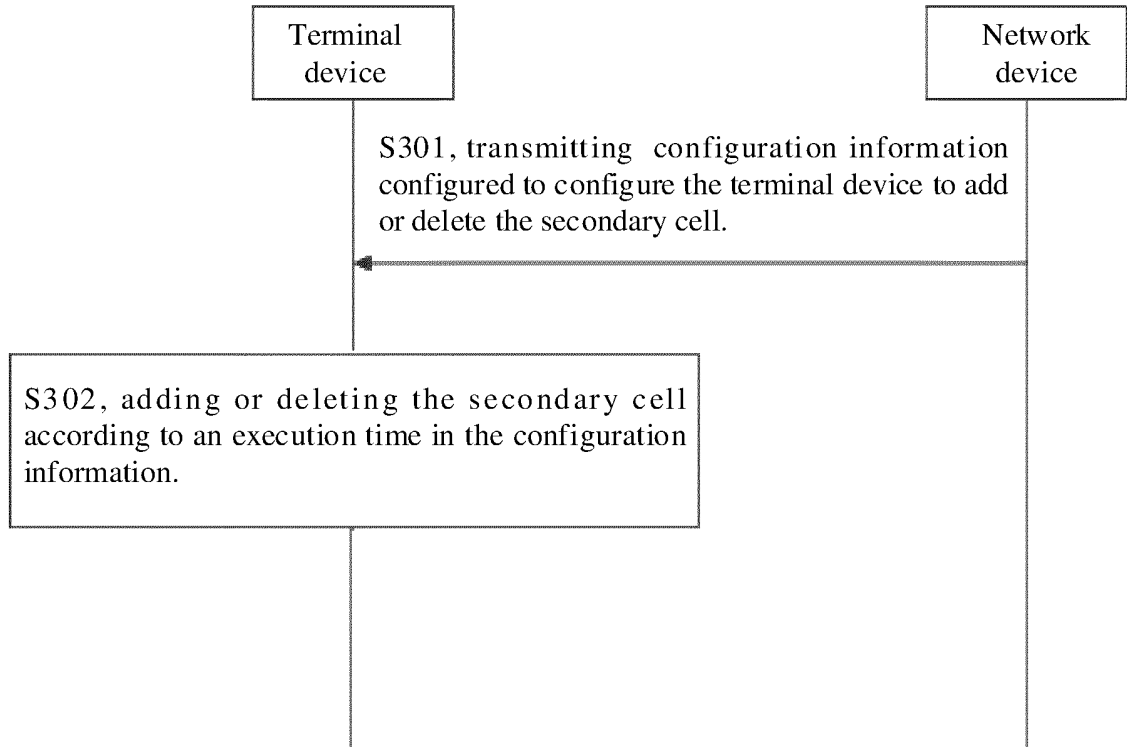 Terminal
device
Network
device
S301, transmitting configuration information
configured to configure the terminal device to add
or delete the secondary cell.
S302, adding or deleting the secondary cell
according to an execution time in the configuration
information.